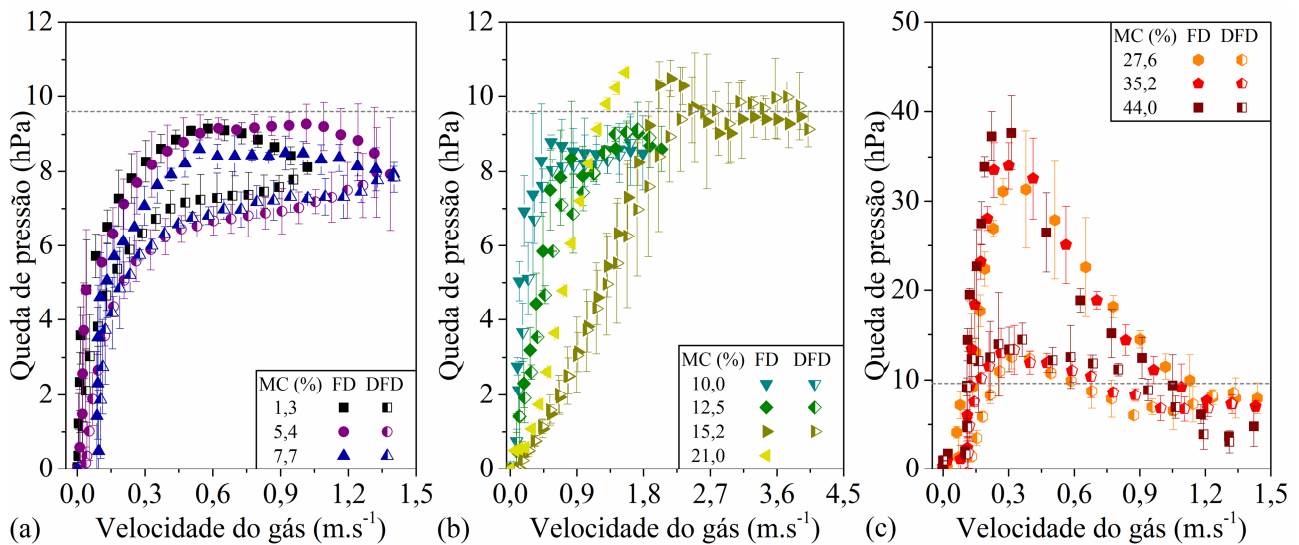 12
10
8
6
4
2
0
Queda de pressão (hPa)
MC (%) FD DFD
1,3
5,4
7,7
0,0 0,3 0,6 0,9 1,2 1,5
(a) Velocidade do gás (m.s-1)
12
10
8
6
4
2
0
Queda de pressão (hPa)
MC (%) FD DFD
10,0
12,5
15,2
21,0
0,0 0,9 1,8 2,7 3,6 4,5
(b) Velocidade do gás (m.s-1)
50
40
30
20
10
0
Queda de pressão (hPa)
MC (%) FD DFD
27,6
35,2
44,0
0,0 0,3 0,6 0,9 1,2 1,5
(c) Velocidade do gás (m.s-1)